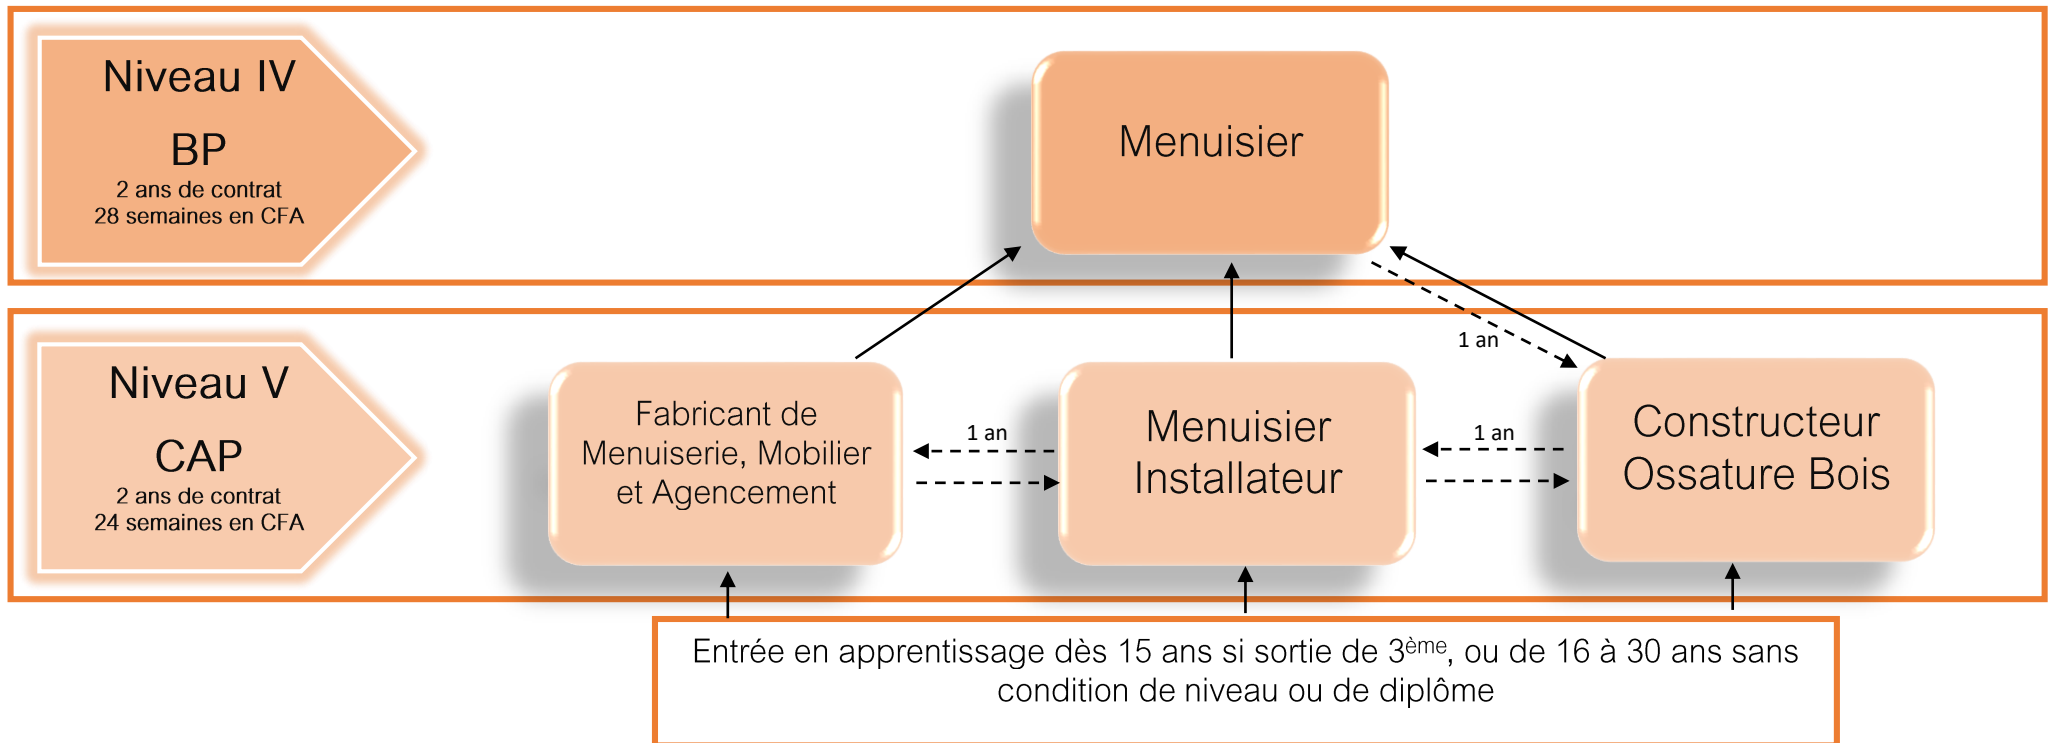 Niveau IV
BP
2 ans de contrat
28 semaines en CFA
Menuisier
Niveau V
CAP
2 ans de contrat
24 semaines en CFA
Fabricant de
Menuiserie, Mobilier
et Agencement
1 an
Menuisier
Installateur
1 an
1 an
Constructeur
Ossature Bois
Entrée en apprentissage dès 15 ans si sortie de 3ème, ou de 16 à 30 ans sans
condition de niveau ou de diplôme